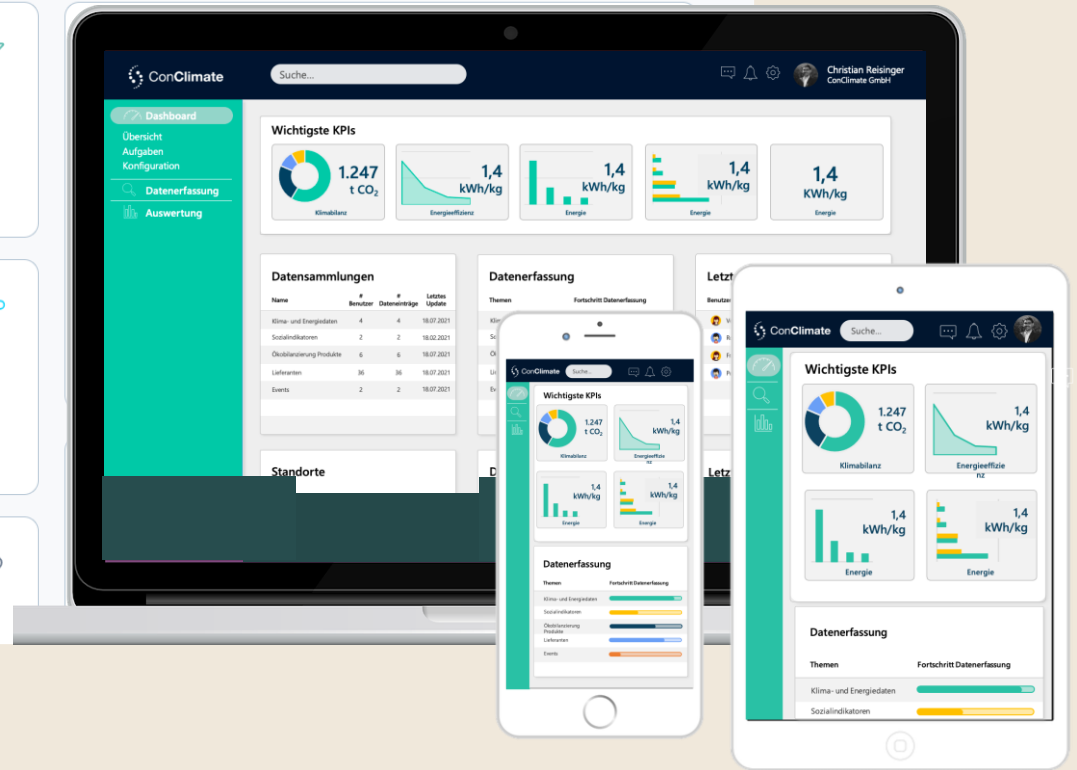 ConClimate
Suche...
Christian Reisinger
ConClimate GmbH
Dashboard
Übersicht
Aufgaben
Konfiguration
Datenerfassung
Auswertung
Wichtigste KPIs
1.247
t CO₂
Klimabilanz
1,4
kWh/kg
Energieeffizienz
1,4
kWh/kg
Energie
1,4
kWh/kg
Energie
1,4
KWh/kg
Energie
Datensammlungen
Name # Benutzer # Dateneinträge Letztes Update
Klima- und Energiedaten 4 4 18.07.2021
Sozialindikatoren 2 2 18.02.2021
Ökobilanzierung Produkte 6 6 18.07.2021
Lieferanten 36 36 18.07.2021
Events 2 2 18.07.2021
Datenerfassung
Themen Fortschritt Datenerfassung
Letzt
Standorte
D
Letz
ConClimate
Suche...
Wichtigste KPIs
1.247
t CO₂
Klimabilanz
1,4
kWh/kg
Energieeffizie
nz
1,4
kWh/kg
Energie
1,4
kWh/kg
Energie
Datenerfassung
Themen Fortschritt Datenerfassung
Klima- und Energiedaten
Sozialindikatoren
Ökobilanzierung
Produkte
Lieferanten
Events
ConClimate
Suche...
Wichtigste KPIs
1.247
t CO₂
Klimabilanz
1,4
kWh/kg
Energieeffizie
nz
1,4
kWh/kg
Energie
1,4
kWh/kg
Energie
Datenerfassung
Themen Fortschritt Datenerfassung
Klima- und Energiedaten
Sozialindikatoren